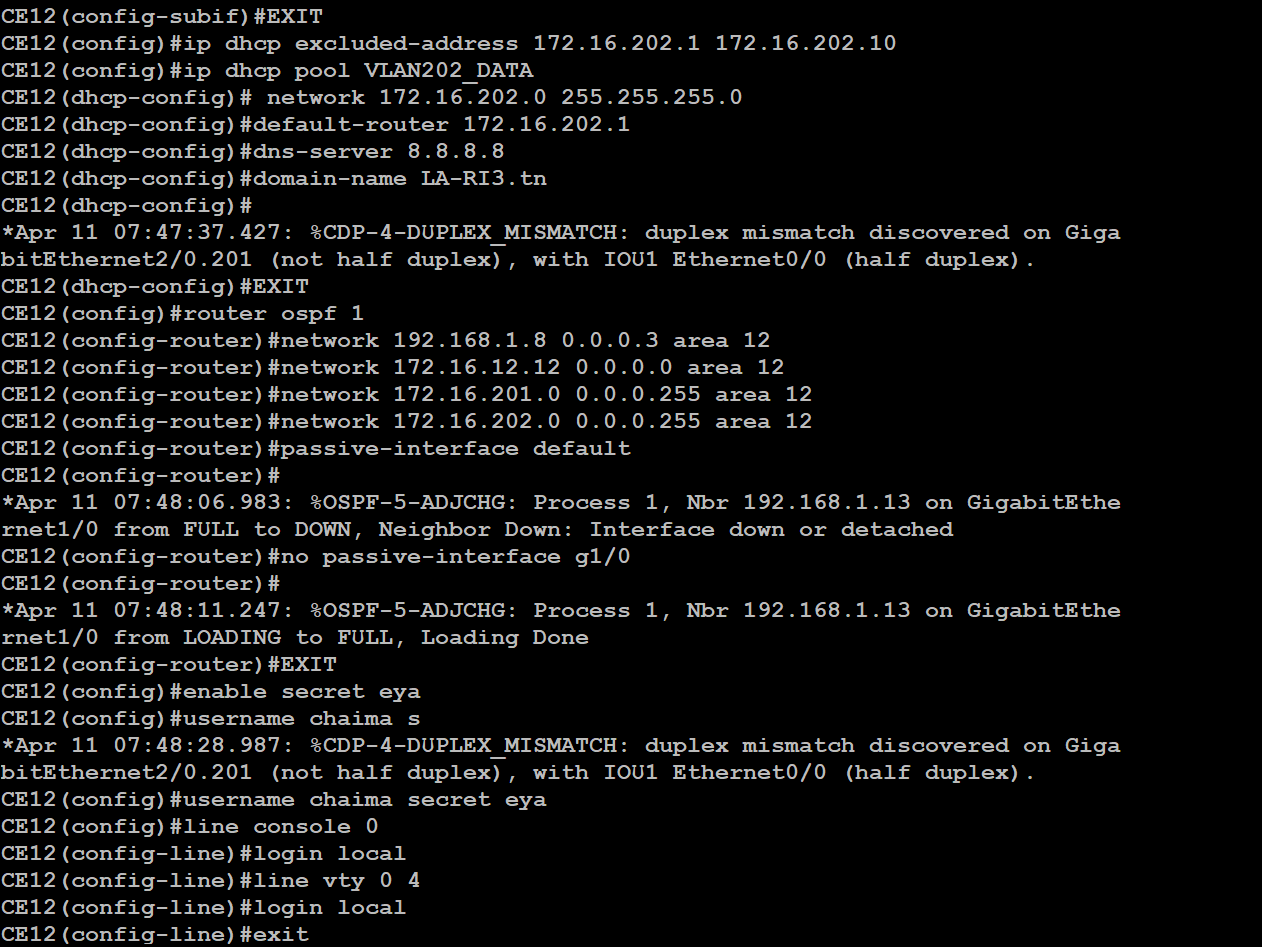 CE12(config-subif)#EXIT
CE12(config)#ip dhcp excluded-address 172.16.202.1 172.16.202.10
CE12(config)#ip dhcp pool VLAN202_DATA
CE12(dhcp-config)# network 172.16.202.0 255.255.255.0
CE12(dhcp-config)#default-router 172.16.202.1
CE12(dhcp-config)#dns-server 8.8.8.8
CE12(dhcp-config)#domain-name LA-RI3.tn
CE12(dhcp-config)#
*Apr 11 07:47:37.427: %CDP-4-DUPLEX_MISMATCH: duplex mismatch discovered on Giga
bitEthernet2/0.201 (not half duplex), with IOU1 Ethernet0/0 (half duplex).
CE12(dhcp-config)#EXIT
CE12(config)#router ospf 1
CE12(config-router)#network 192.168.1.8 0.0.0.3 area 12
CE12(config-router)#network 172.16.12.12 0.0.0.0 area 12
CE12(config-router)#network 172.16.201.0 0.0.0.255 area 12
CE12(config-router)#network 172.16.202.0 0.0.0.255 area 12
CE12(config-router)#passive-interface default
CE12(config-router)#
*Apr 11 07:48:06.983: %OSPF-5-ADJCHG: Process 1, Nbr 192.168.1.13 on GigabitEthe
rnet1/0 from FULL to DOWN, Neighbor Down: Interface down or detached
CE12(config-router)#no passive-interface g1/0
CE12(config-router)#
*Apr 11 07:48:11.247: %OSPF-5-ADJCHG: Process 1, Nbr 192.168.1.13 on GigabitEthe
rnet1/0 from LOADING to FULL, Loading Done
CE12(config-router)#EXIT
CE12(config)#enable secret eya
CE12(config)#username chaima s
*Apr 11 07:48:28.987: %CDP-4-DUPLEX_MISMATCH: duplex mismatch discovered on Giga
bitEthernet2/0.201 (not half duplex), with IOU1 Ethernet0/0 (half duplex).
CE12(config)#username chaima secret eya
CE12(config)#line console 0
CE12(config-line)#login local
CE12(config-line)#line vty 0 4
CE12(config-line)#login local
CE12(config-line)#exit